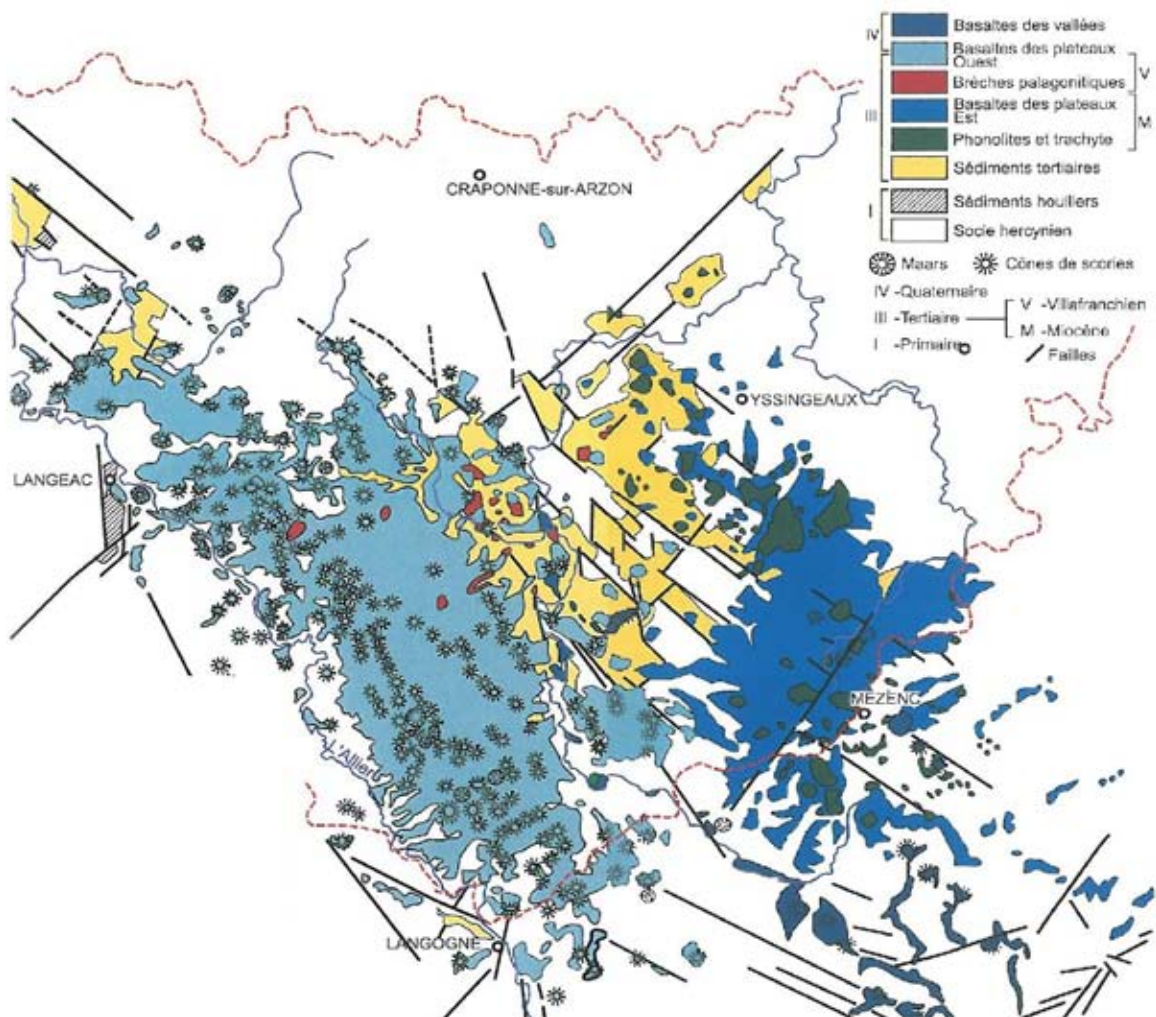 IV
Basaltes des vallées
Basaltes des plateaux
Ouest
V
Brèches palagonitiques
III
Basaltes des plateaux
Est
M
Phonolites et trachyte
Sédiments tertiaires
I
Sédiments houillers
Socle hercynien
Maars
Cônes de scories
IV -Quaternaire
V -Villafranchien
III -Tertiaire
M -Miocène
I -Primaire
Failles
CRAPONNE-sur-ARZON
YSSINGEAUX
LANGEAC
MÉZENC
L'Allier
LANGOGNE